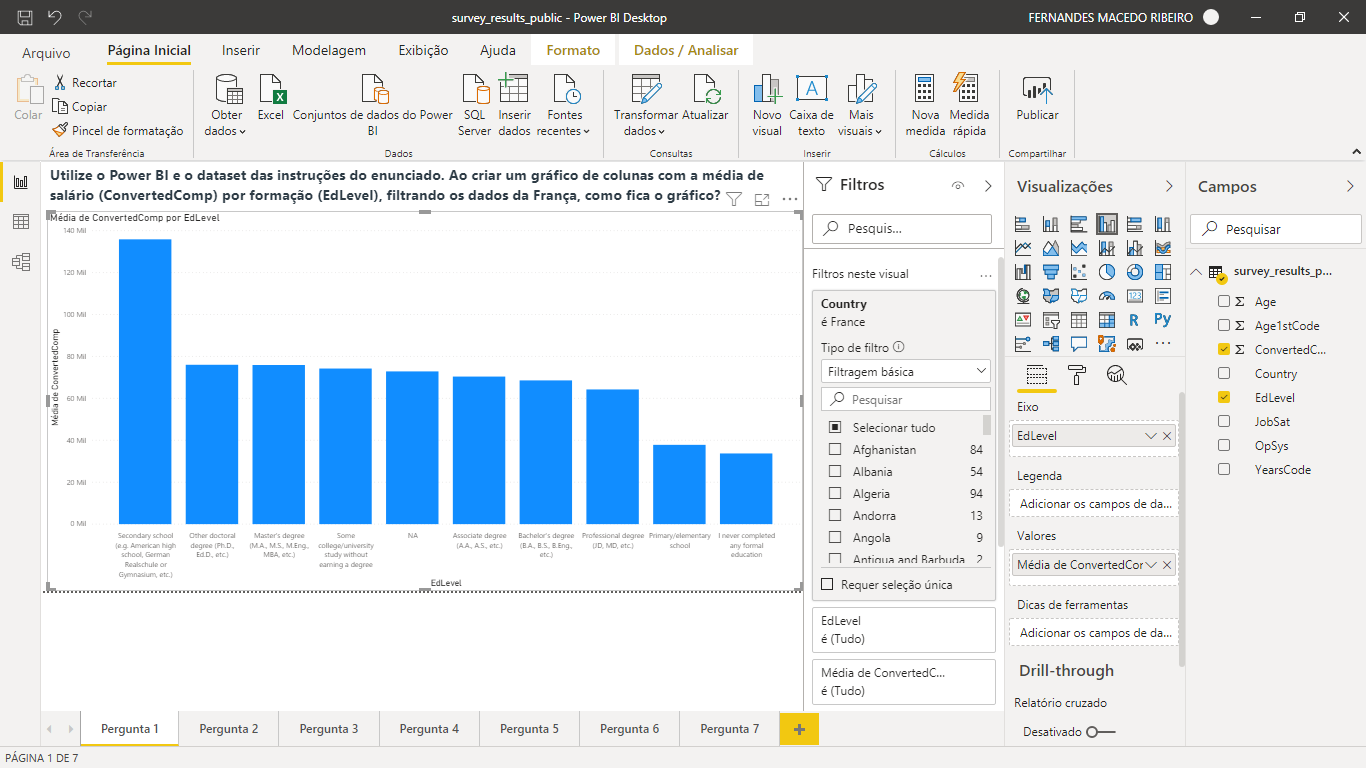 survey_results_public - Power BI Desktop
FERNANDES MACEDO RIBEIRO
Arquivo
Página Inicial
Inserir
Modelagem
Exibição
Ajuda
Formato
Dados / Analisar
Colar
Recortar
Copiar
Pincel de formatação
Área de Transferência
Obter
dados
Excel
Conjuntos de dados do Power
BI
SQL
Server
Inserir
dados
Fontes
recentes
Dados
Transformar
dados
Atualizar
Consultas
Novo
visual
Caixa de
texto
Mais
visuais
Inserir
Nova
medida
Medida
rápida
Cálculos
Publicar
Compartilhar
Utilize o Power BI e o dataset das instruções do enunciado. Ao criar um gráfico de colunas com a média de
salário (ConvertedComp) por formação (EdLevel), filtrando os dados da França, como fica o gráfico?
Média de ConvertedComp por EdLevel
Média de ConvertedComp
140 Mil
120 Mil
100 Mil
80 Mil
60 Mil
40 Mil
20 Mil
0 Mil
Secondary school
(e.g. American high
school, German
Realschule or
Gymnasium, etc.)
Other doctoral
degree (Ph.D.,
Ed.D., etc.)
Master's degree
(M.A., M.S., M.Eng.,
MBA, etc.)
Some
college/university
study without
earning a degree
NA
Associate degree
(A.A., A.S., etc.)
Bachelor's degree
(B.A., B.S., B.Eng.,
etc.)
Professional degree
(JD, MD, etc.)
Primary/elementary
school
I never completed
any formal
education
EdLevel
Filtros
Pesquis...
Filtros neste visual
...
Country
é France
Tipo de filtro
Filtragem básica
Pesquisar
Selecionar tudo
Afghanistan 84
Albania 54
Algeria 94
Andorra 13
Angola 9
Antigua and Barbuda 2
Requer seleção única
EdLevel
é (Tudo)
Média de ConvertedC...
é (Tudo)
Visualizações
123
R
Py
...
Eixo
EdLevel
Legenda
Adicionar os campos de da...
Valores
Média de ConvertedCor
Dicas de ferramentas
Adicionar os campos de da...
Drill-through
Relatório cruzado
Desativado
Campos
Pesquisar
survey_results_p...
Σ Age
Σ Age1stCode
Σ ConvertedC...
Country
EdLevel
JobSat
OpSys
YearsCode
Pergunta 1
Pergunta 2
Pergunta 3
Pergunta 4
Pergunta 5
Pergunta 6
Pergunta 7
+
PÁGINA 1 DE 7